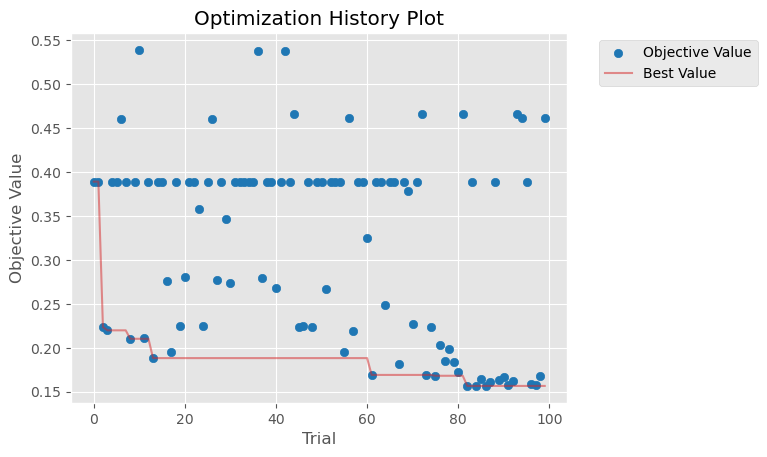 Optimization History Plot
Objective Value
Best Value
0.55
0.50
0.45
0.40
0.35
0.30
0.25
0.20
0.15
Objective Value
0 20 40 60 80 100
Trial